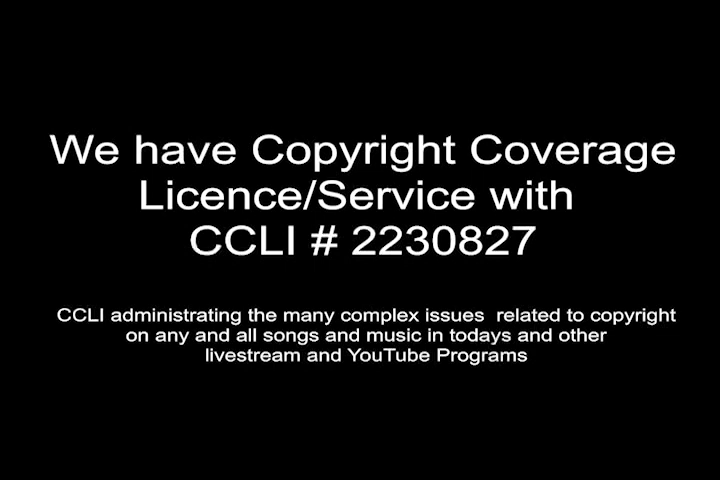 We have Copyright Coverage
Licence/Service with
CCLI # 2230827
CCLI administrating the many complex issues  related to copyright
on any and all songs and music in todays and other
livestream and YouTube Programs